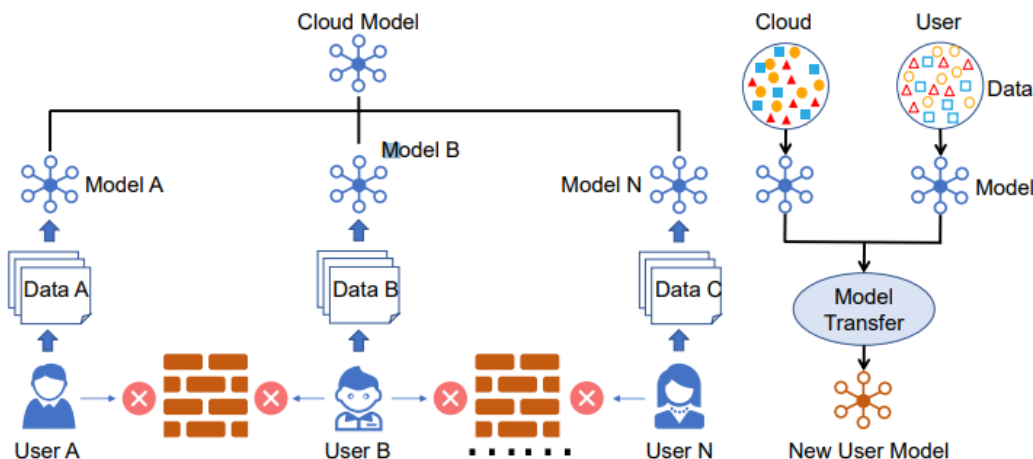 Cloud Model
Model A
Model B
Model N
Data A
Data B
Data C
User A
User B
User N
Cloud
User
Data
Model
Model
Transfer
New User Model